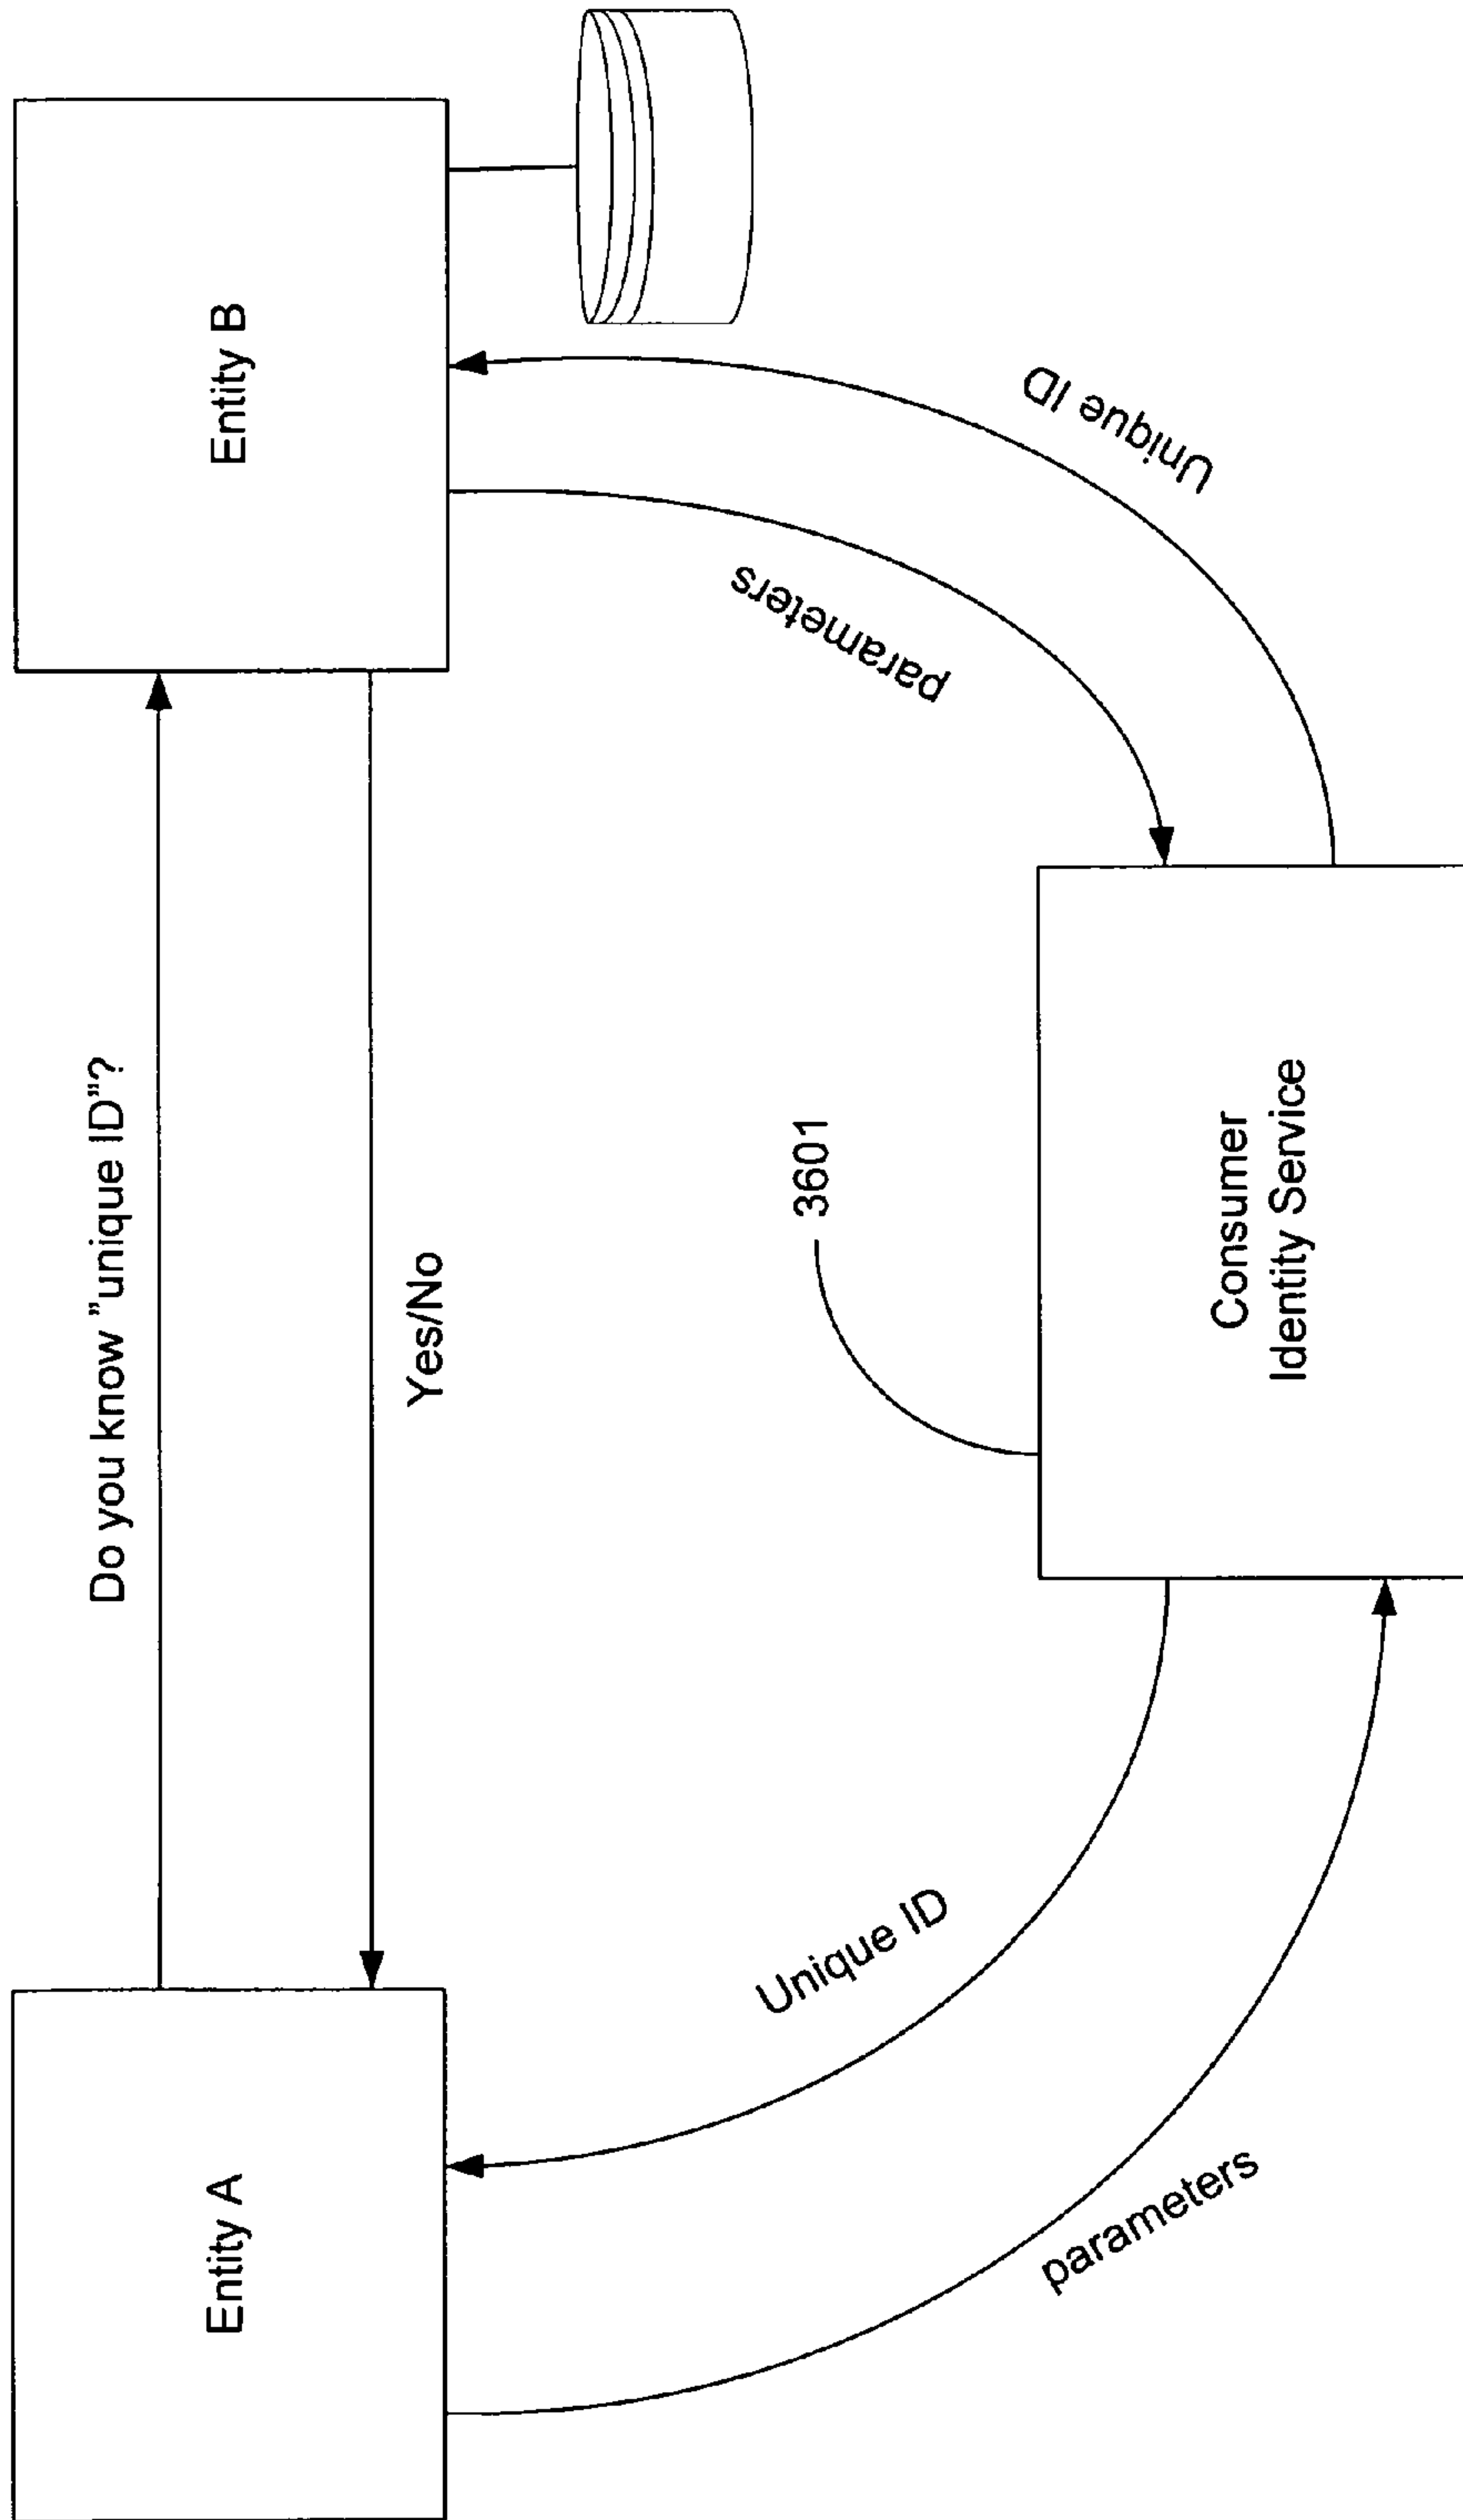 Do you know "unique ID"?
Entity A
Entity B
Yes/No
Unique ID
parameters
parameters
Unique ID
3601
Consumer
Identity Service